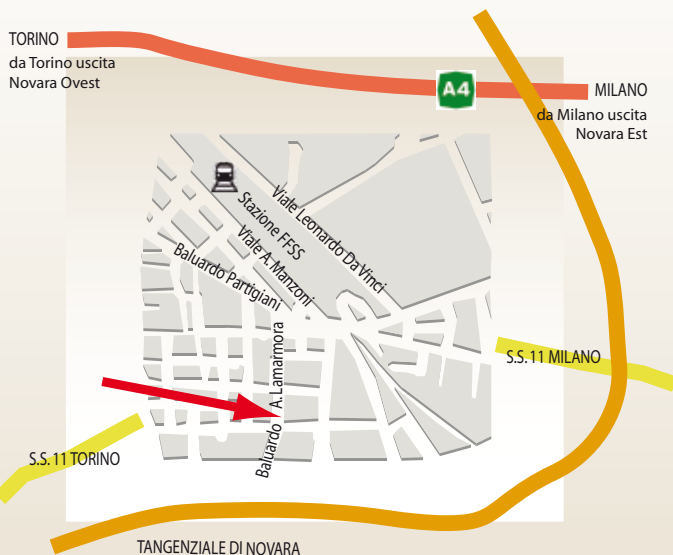 TORINO
da Torino uscita
Novara Ovest
A4
MILANO
da Milano uscita
Novara Est
Stazione FFSS
Viale Leonardo Da Vinci
Viale A. Manzoni
Baluardo Partigiani
Baluardo A. Lamarmora
S.S. 11 MILANO
S.S. 11 TORINO
TANGENZIALE DI NOVARA